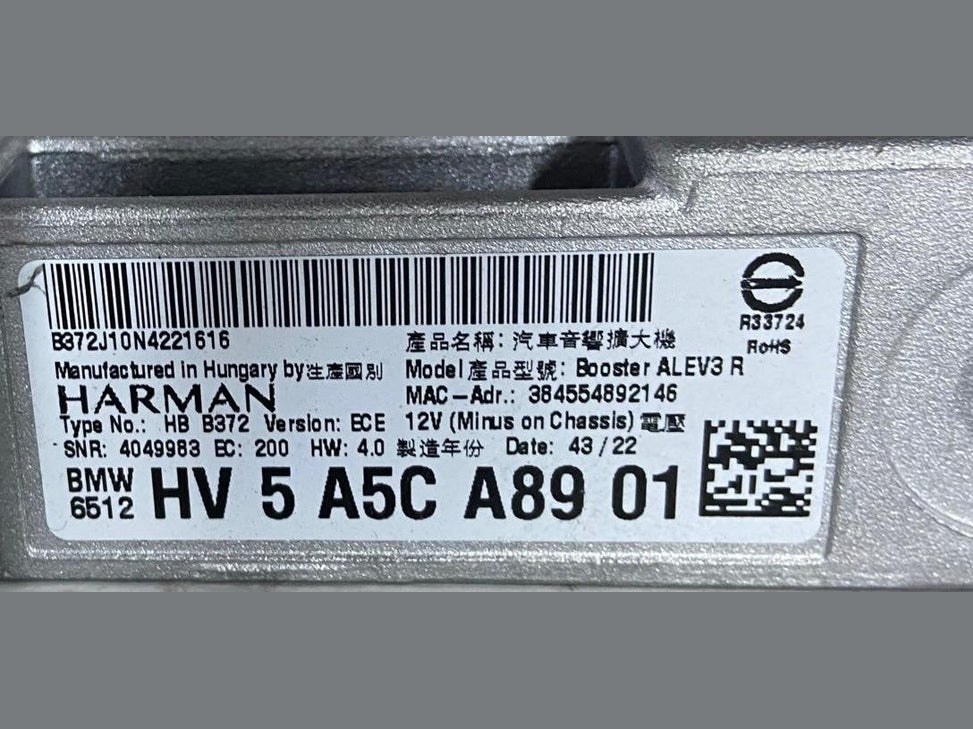 B372J10N4221616
產品名稱: 汽車音響擴大機
R33724
RoHS
Manufactured in Hungary by 生產國別
Model 產品型號: Booster ALEV3 R
HARMAN
MAC-Adr.: 384554892146
Type No.: HB B372 Version: ECE
12V (Minus on Chassis) 電壓
SNR: 4049983 EC: 200 HW: 4.0 製造年份 Date: 43 / 22
BMW
6512
HV 5 A5C A89 01